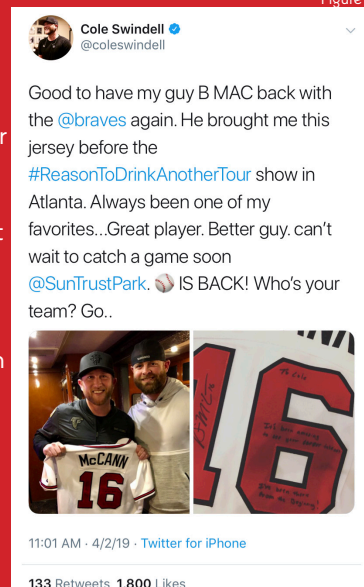 Figure
Cole Swindell
@coleswindell
Good to have my guy B MAC back with
the @braves again. He brought me this
jersey before the
#ReasonToDrinkAnotherTour show in
Atlanta. Always been one of my
favorites...Great player. Better guy. can't
wait to catch a game soon
@SunTrustPark. ⚾ IS BACK! Who's your
team? Go..
McCANN
16
16
To Cole
11:01 AM · 4/2/19 · Twitter for iPhone
133 Retweets 1,800 Likes